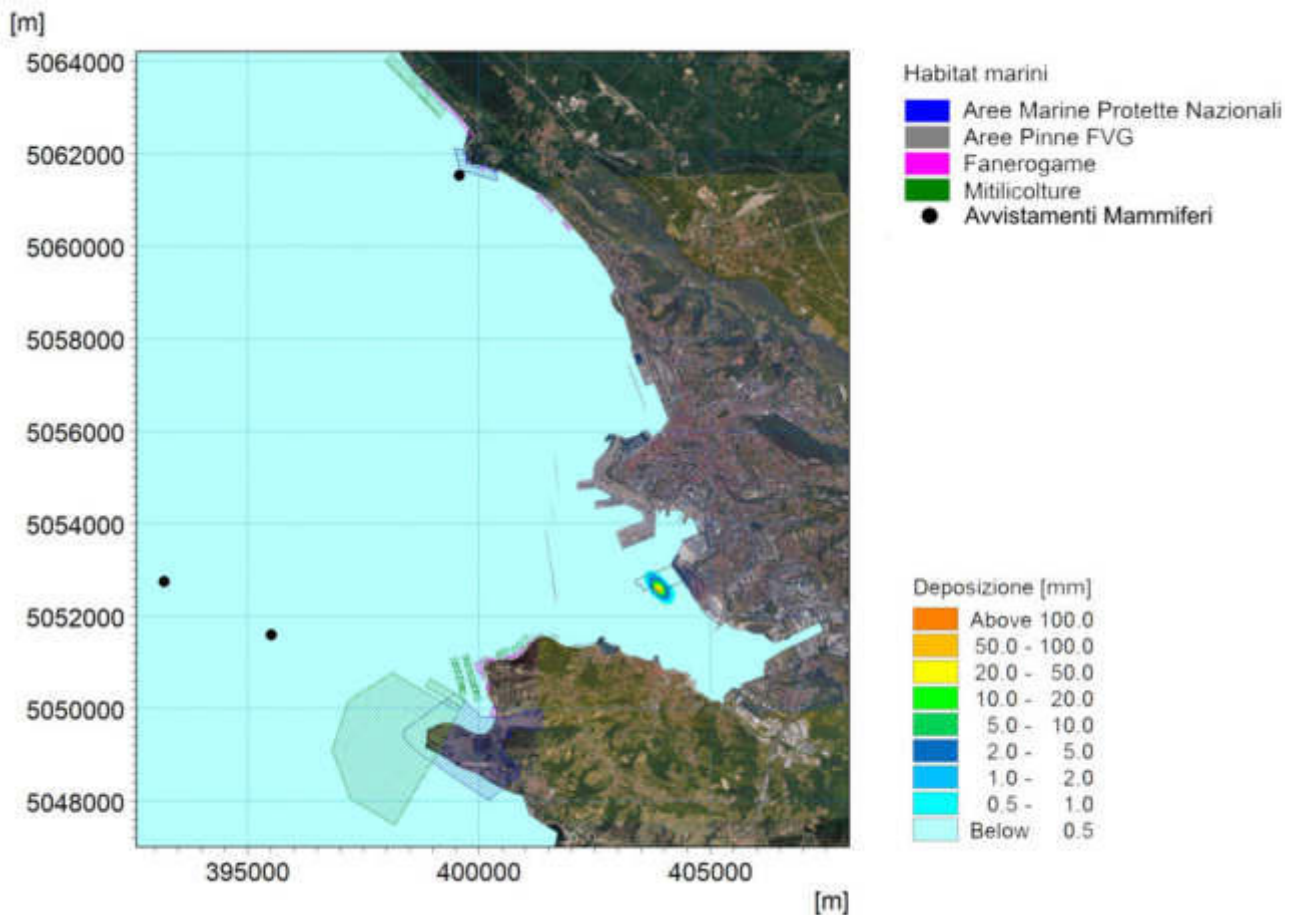 [m]
5064000
5062000
5060000
5058000
5056000
5054000
5052000
5050000
5048000
395000
400000
405000
[m]
Habitat marini
Aree Marine Protette Nazionali
Aree Pinne FVG
Fanerogame
Mitilicolture
Avvistamenti Mammiferi
Deposizione [mm]
Above 100.0
50.0 - 100.0
20.0 - 50.0
10.0 - 20.0
5.0 - 10.0
2.0 - 5.0
1.0 - 2.0
0.5 - 1.0
Below 0.5